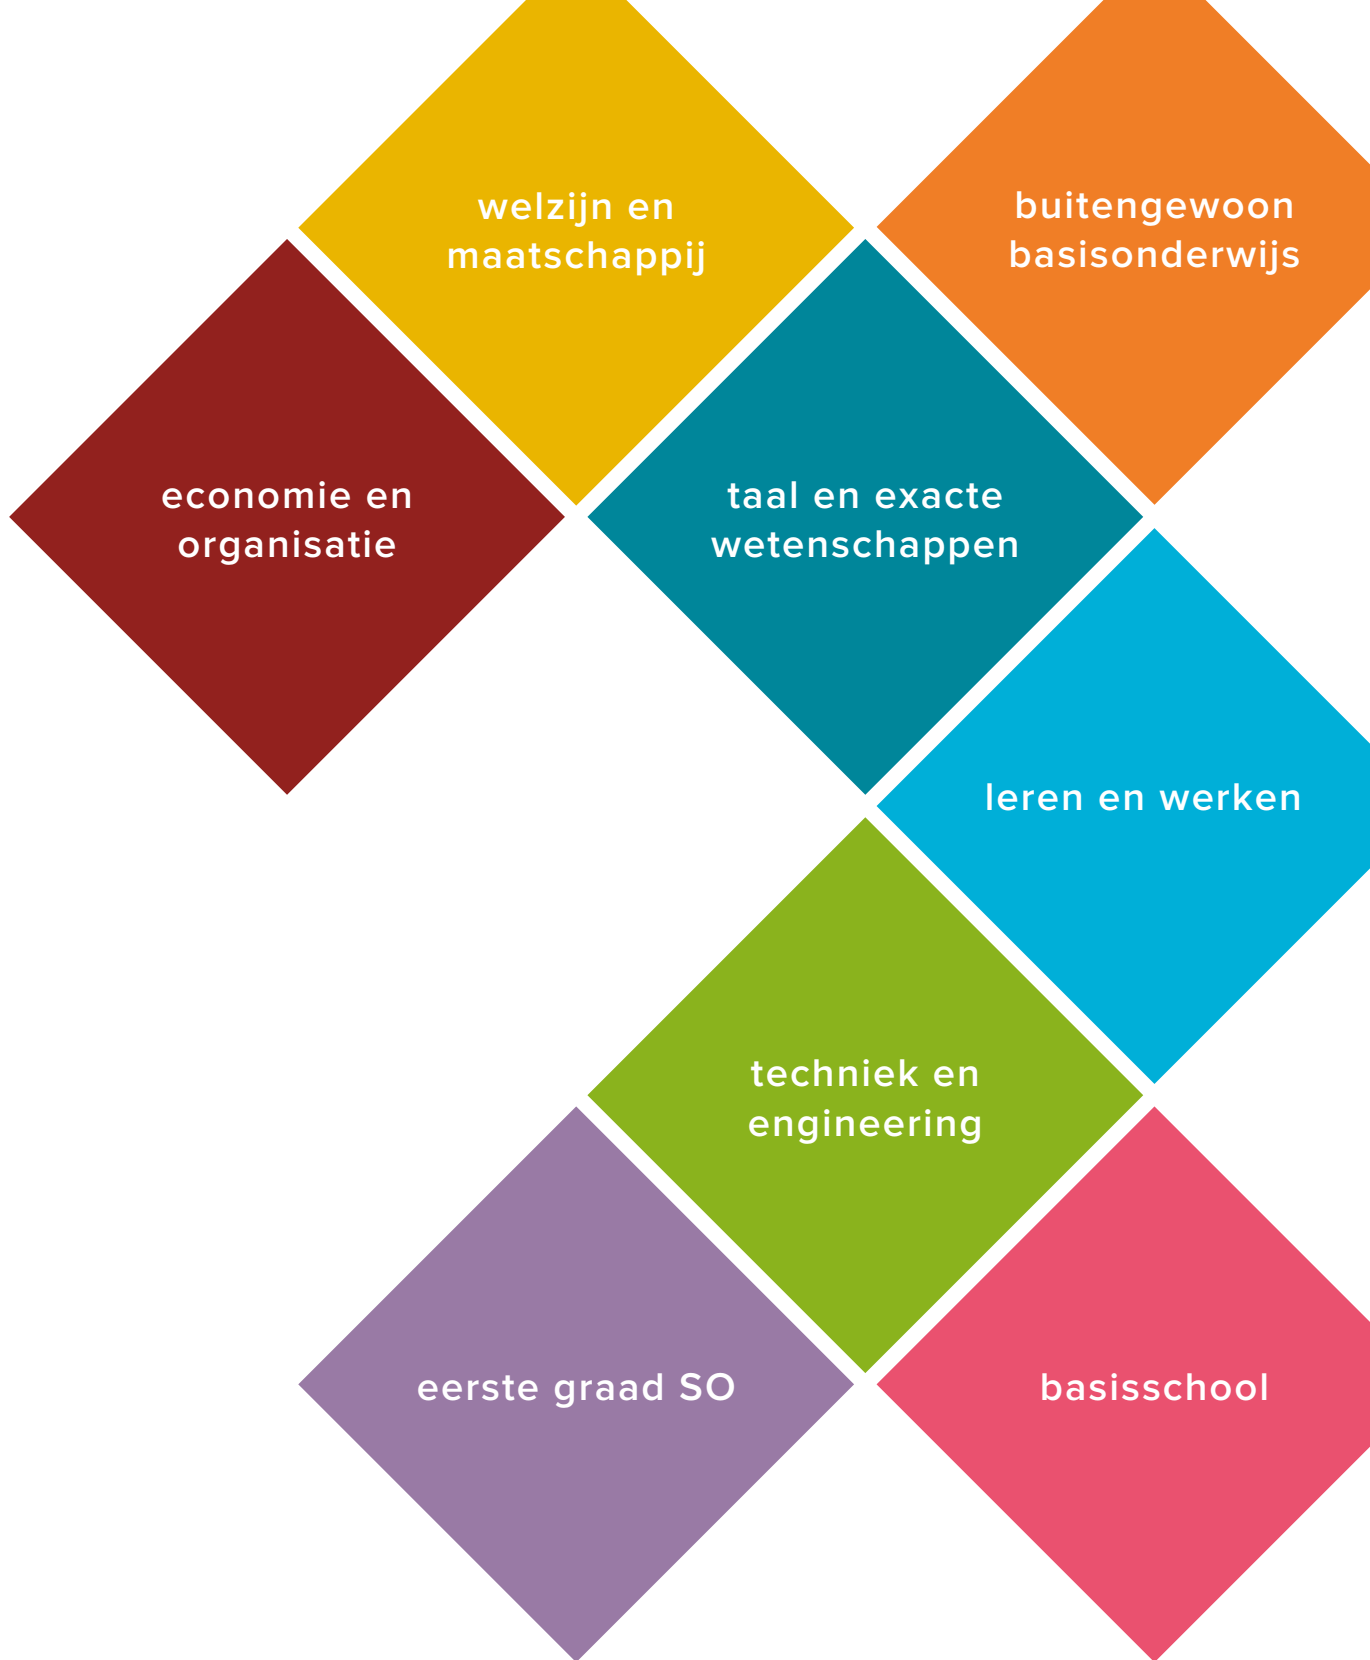 welzijn en
maatschappij
buitengewoon
basisonderwijs
economie en
organisatie
taal en exacte
wetenschappen
leren en werken
techniek en
engineering
eerste graad SO
basisschool